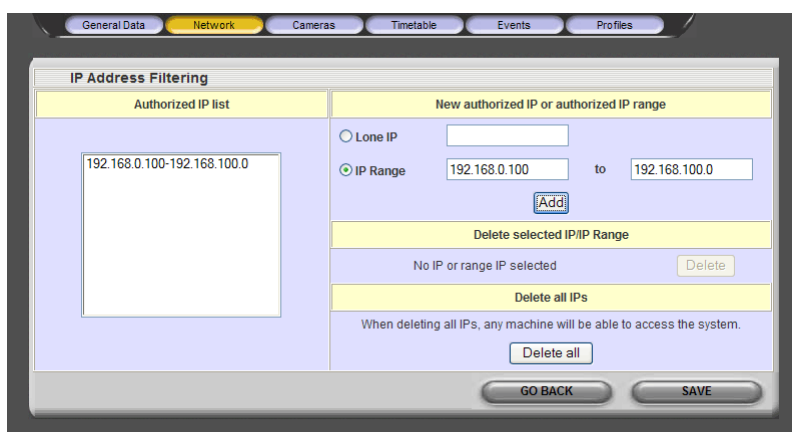 General Data Network Cameras Timetable Events Profiles
IP Address Filtering
Authorized IP list
New authorized IP or authorized IP range
Lone IP
192.168.0.100-192.168.100.0
IP Range 192.168.0.100 to 192.168.100.0
Add
Delete selected IP/IP Range
No IP or range IP selected Delete
Delete all IPs
When deleting all IPs, any machine will be able to access the system.
Delete all
GO BACK SAVE